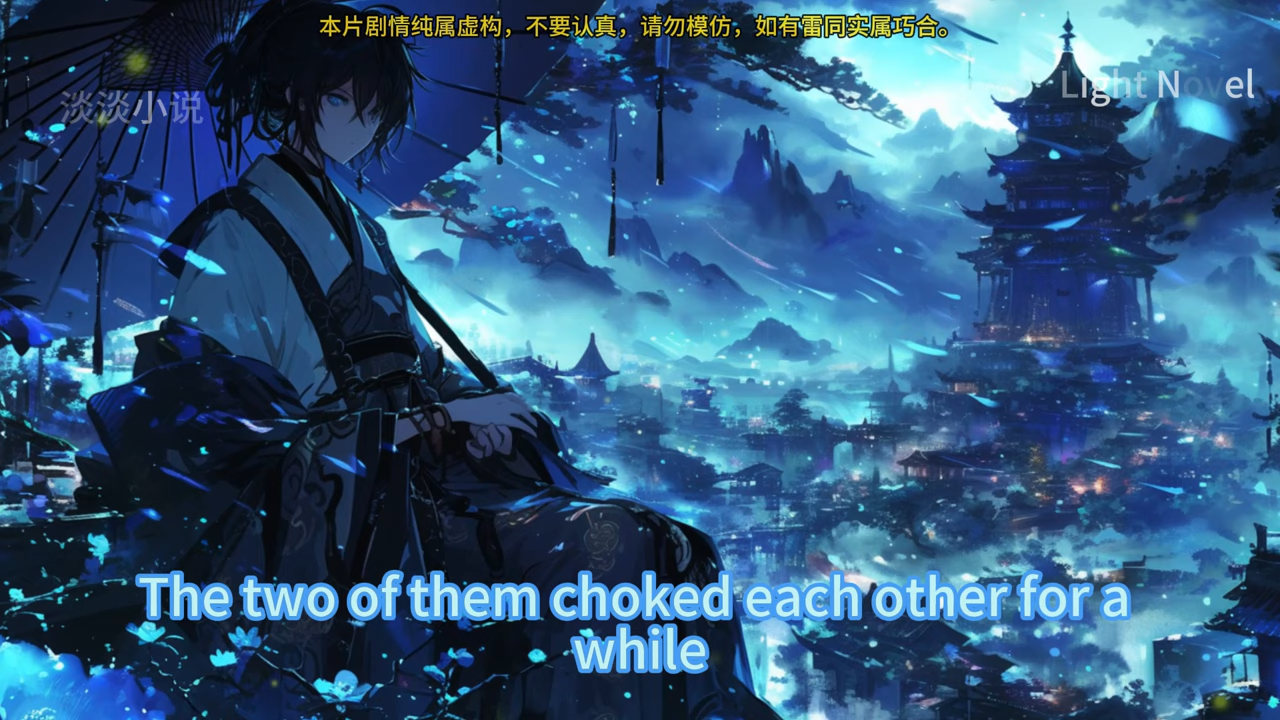 本片剧情纯属虚构，不要认真，请勿模仿，如有雷同实属巧合。
淡淡小说
Light Novel
The two of them choked each other for a
while